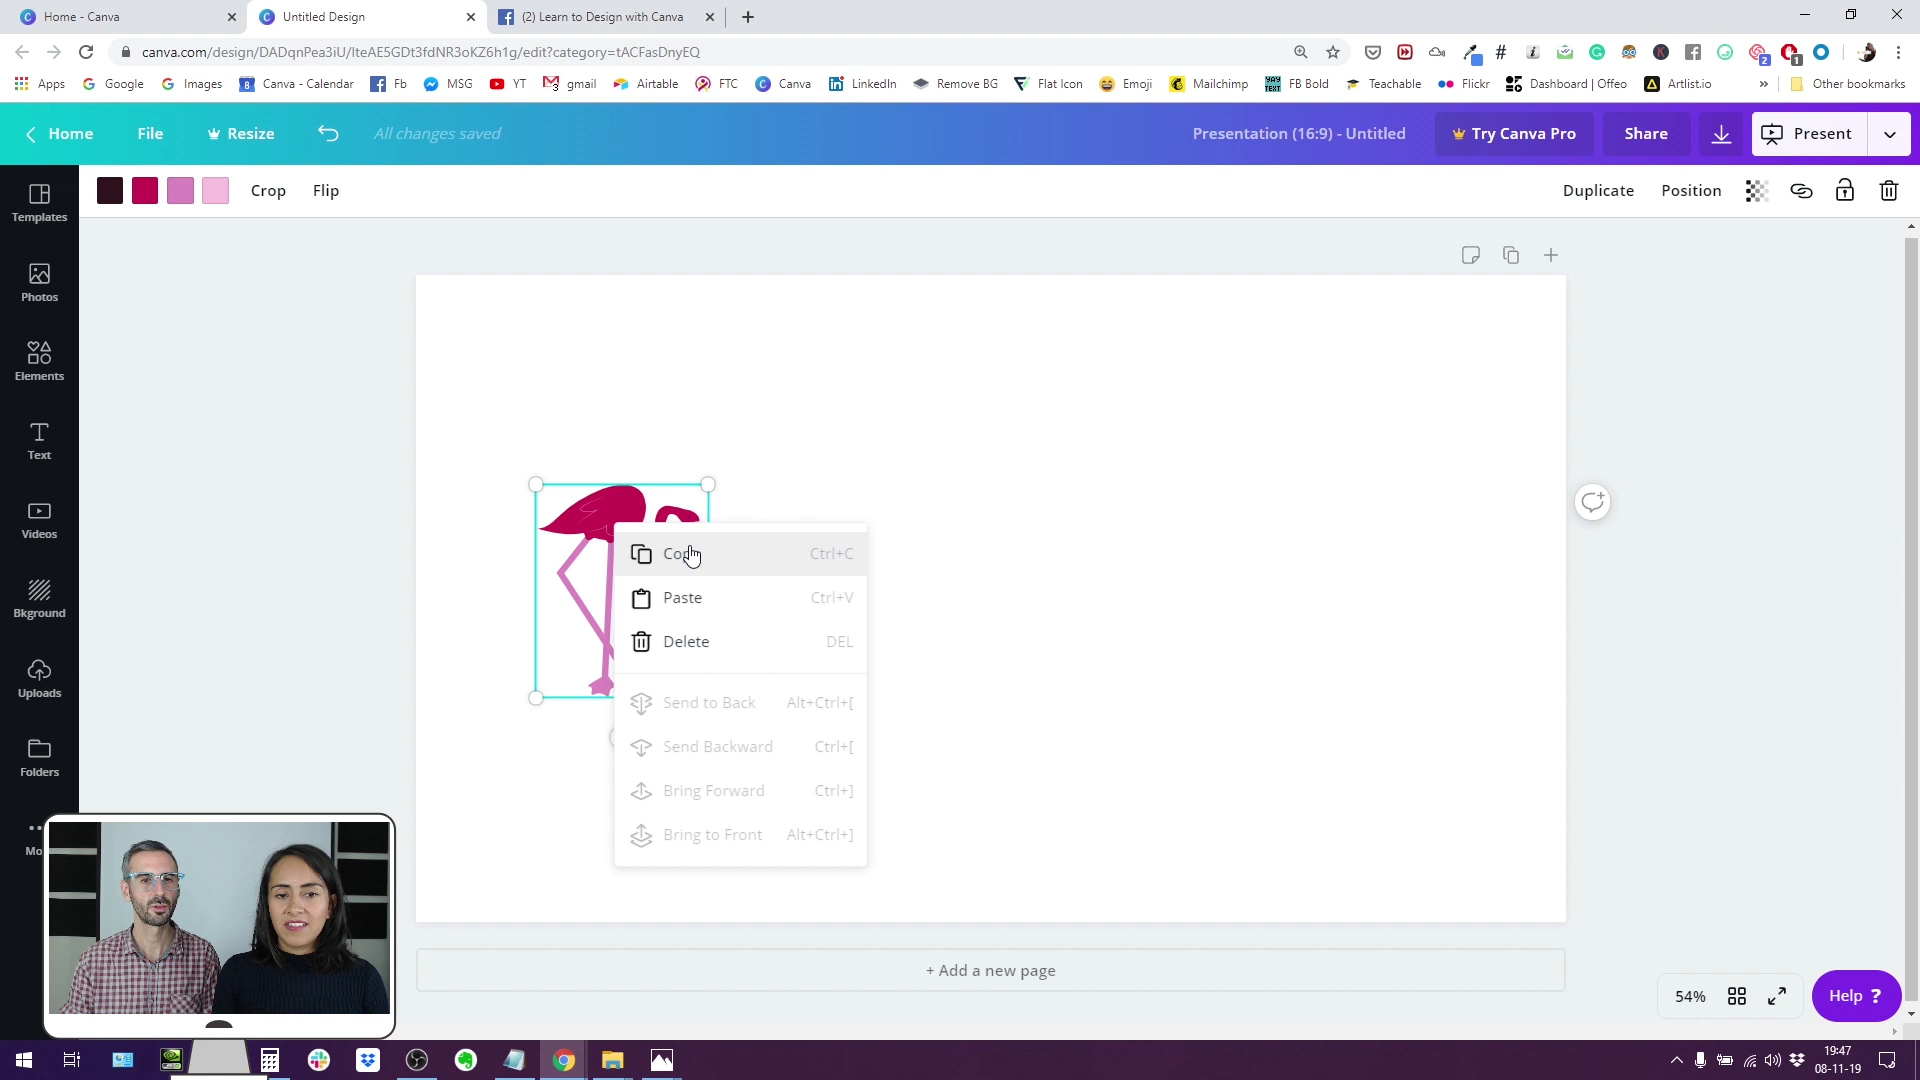 Home - Canva
Untitled Design
(2) Learn to Design with Canva
canva.com/design/DADqnPea3iU/IteAE5GDt3fdNR3oKZ6h1g/edit?category=tACFasDnyEQ
Apps
Google
Images
Canva - Calendar
Fb
MSG
YT
gmail
Airtable
FTC
Canva
LinkedIn
Remove BG
Flat Icon
Emoji
Mailchimp
FB Bold
Teachable
Flickr
Dashboard | Offeo
Artlist.io
»
Other bookmarks
Home
File
Resize
All changes saved
Presentation (16:9) - Untitled
Try Canva Pro
Share
Present
Crop
Flip
Duplicate
Position
Templates
Photos
Elements
Text
Videos
Bkground
Uploads
Folders
Copy Ctrl+C
Paste Ctrl+V
Delete DEL
Send to Back Alt+Ctrl+[
Send Backward Ctrl+[
Bring Forward Ctrl+]
Bring to Front Alt+Ctrl+]
+ Add a new page
54%
Help ?
19:47
08-11-19